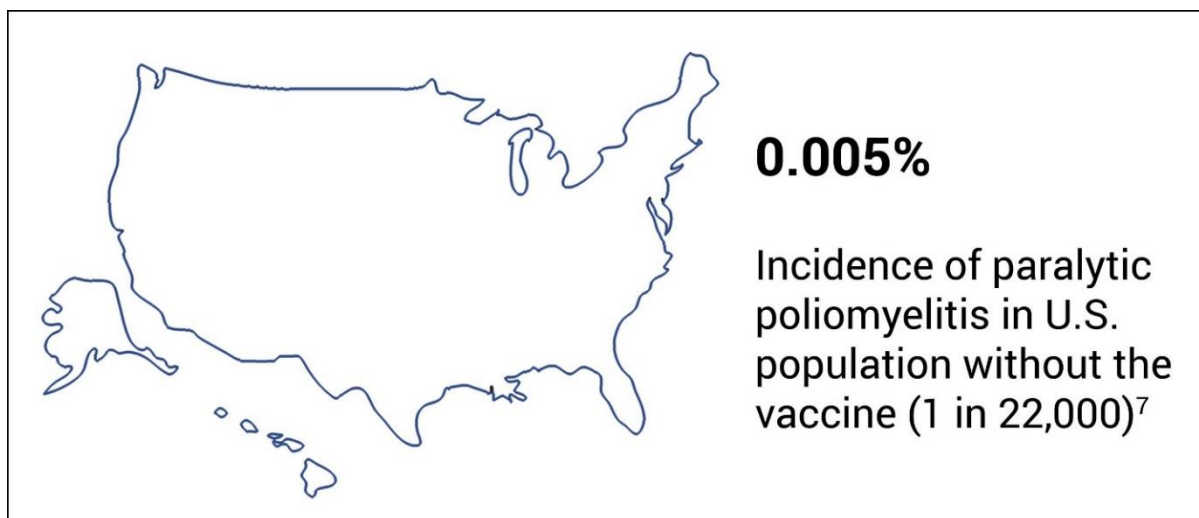 0.005%
Incidence of paralytic
poliomyelitis in U.S.
population without the
vaccine (1 in 22,000)⁷